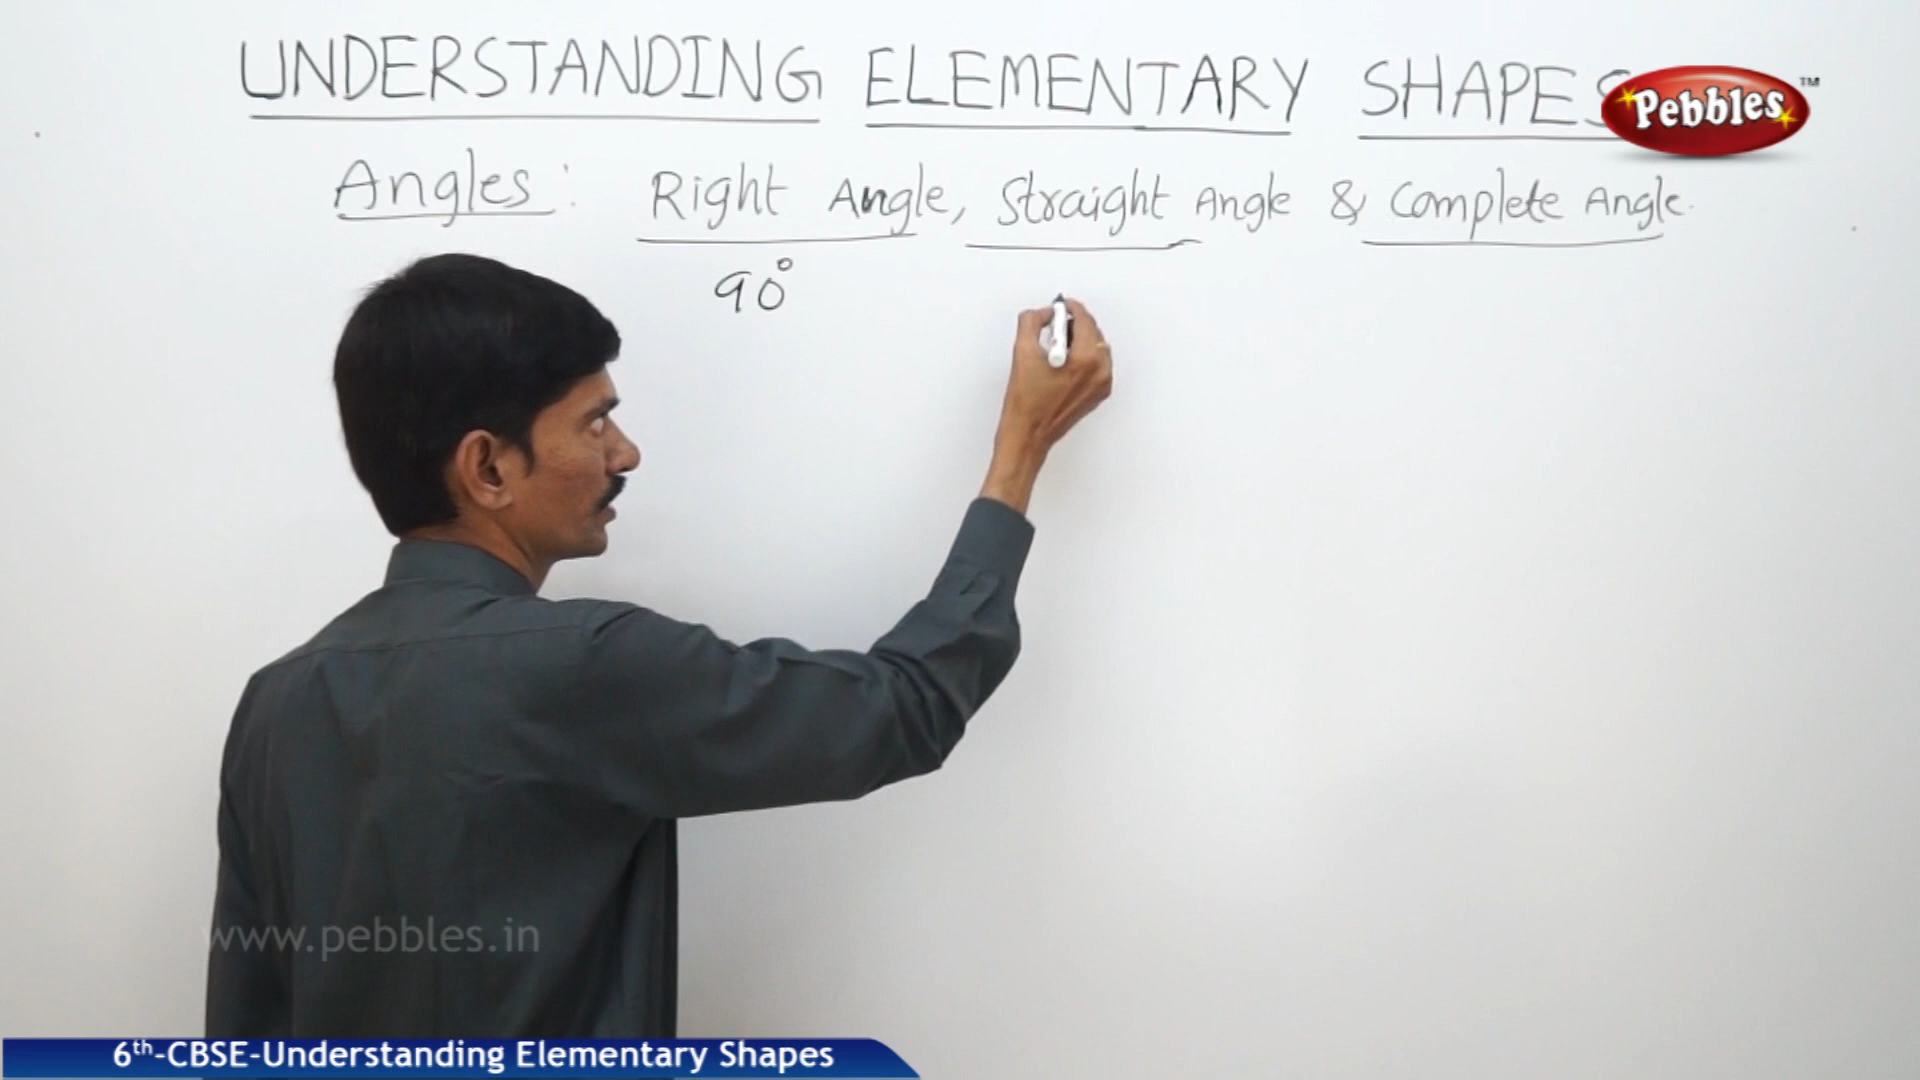 UNDERSTANDING ELEMENTARY SHAPES
Pebbles™
Angles: Right Angle, Straight Angle & Complete Angle.
90°
www.pebbles.in
6th-CBSE-Understanding Elementary Shapes